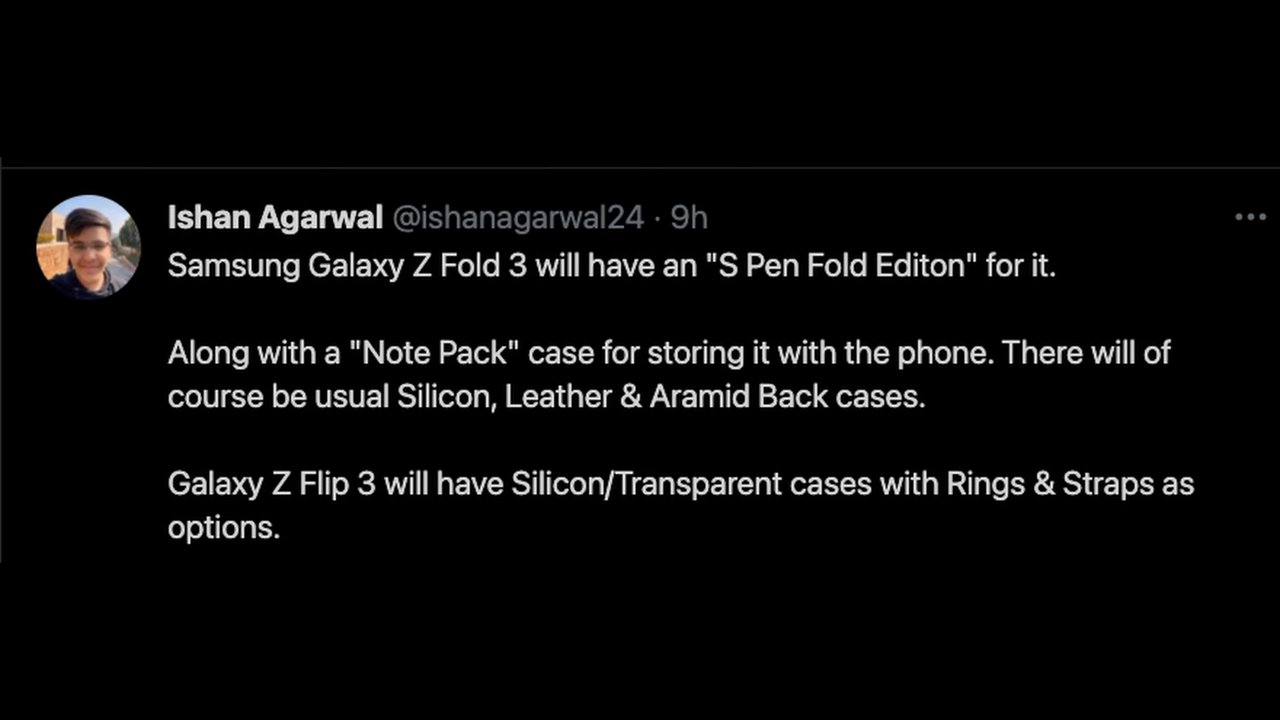 Ishan Agarwal @ishanagarwal24 · 9h
Samsung Galaxy Z Fold 3 will have an "S Pen Fold Editon" for it.
Along with a "Note Pack" case for storing it with the phone. There will of
course be usual Silicon, Leather & Aramid Back cases.
Galaxy Z Flip 3 will have Silicon/Transparent cases with Rings & Straps as
options.